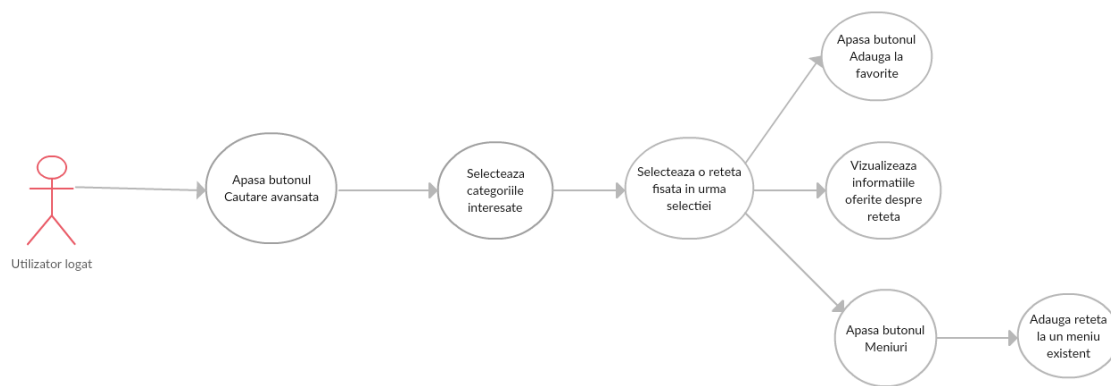 Utilizator logat
Apasa butonul
Cautare avansata
Selecteaza
categoriile
interesate
Selecteaza o reteta
fisata in urma
selectiei
Apasa butonul
Adauga la
favorite
Vizualizeaza
informatiile
oferite despre
reteta
Apasa butonul
Meniuri
Adauga reteta
la un meniu
existent